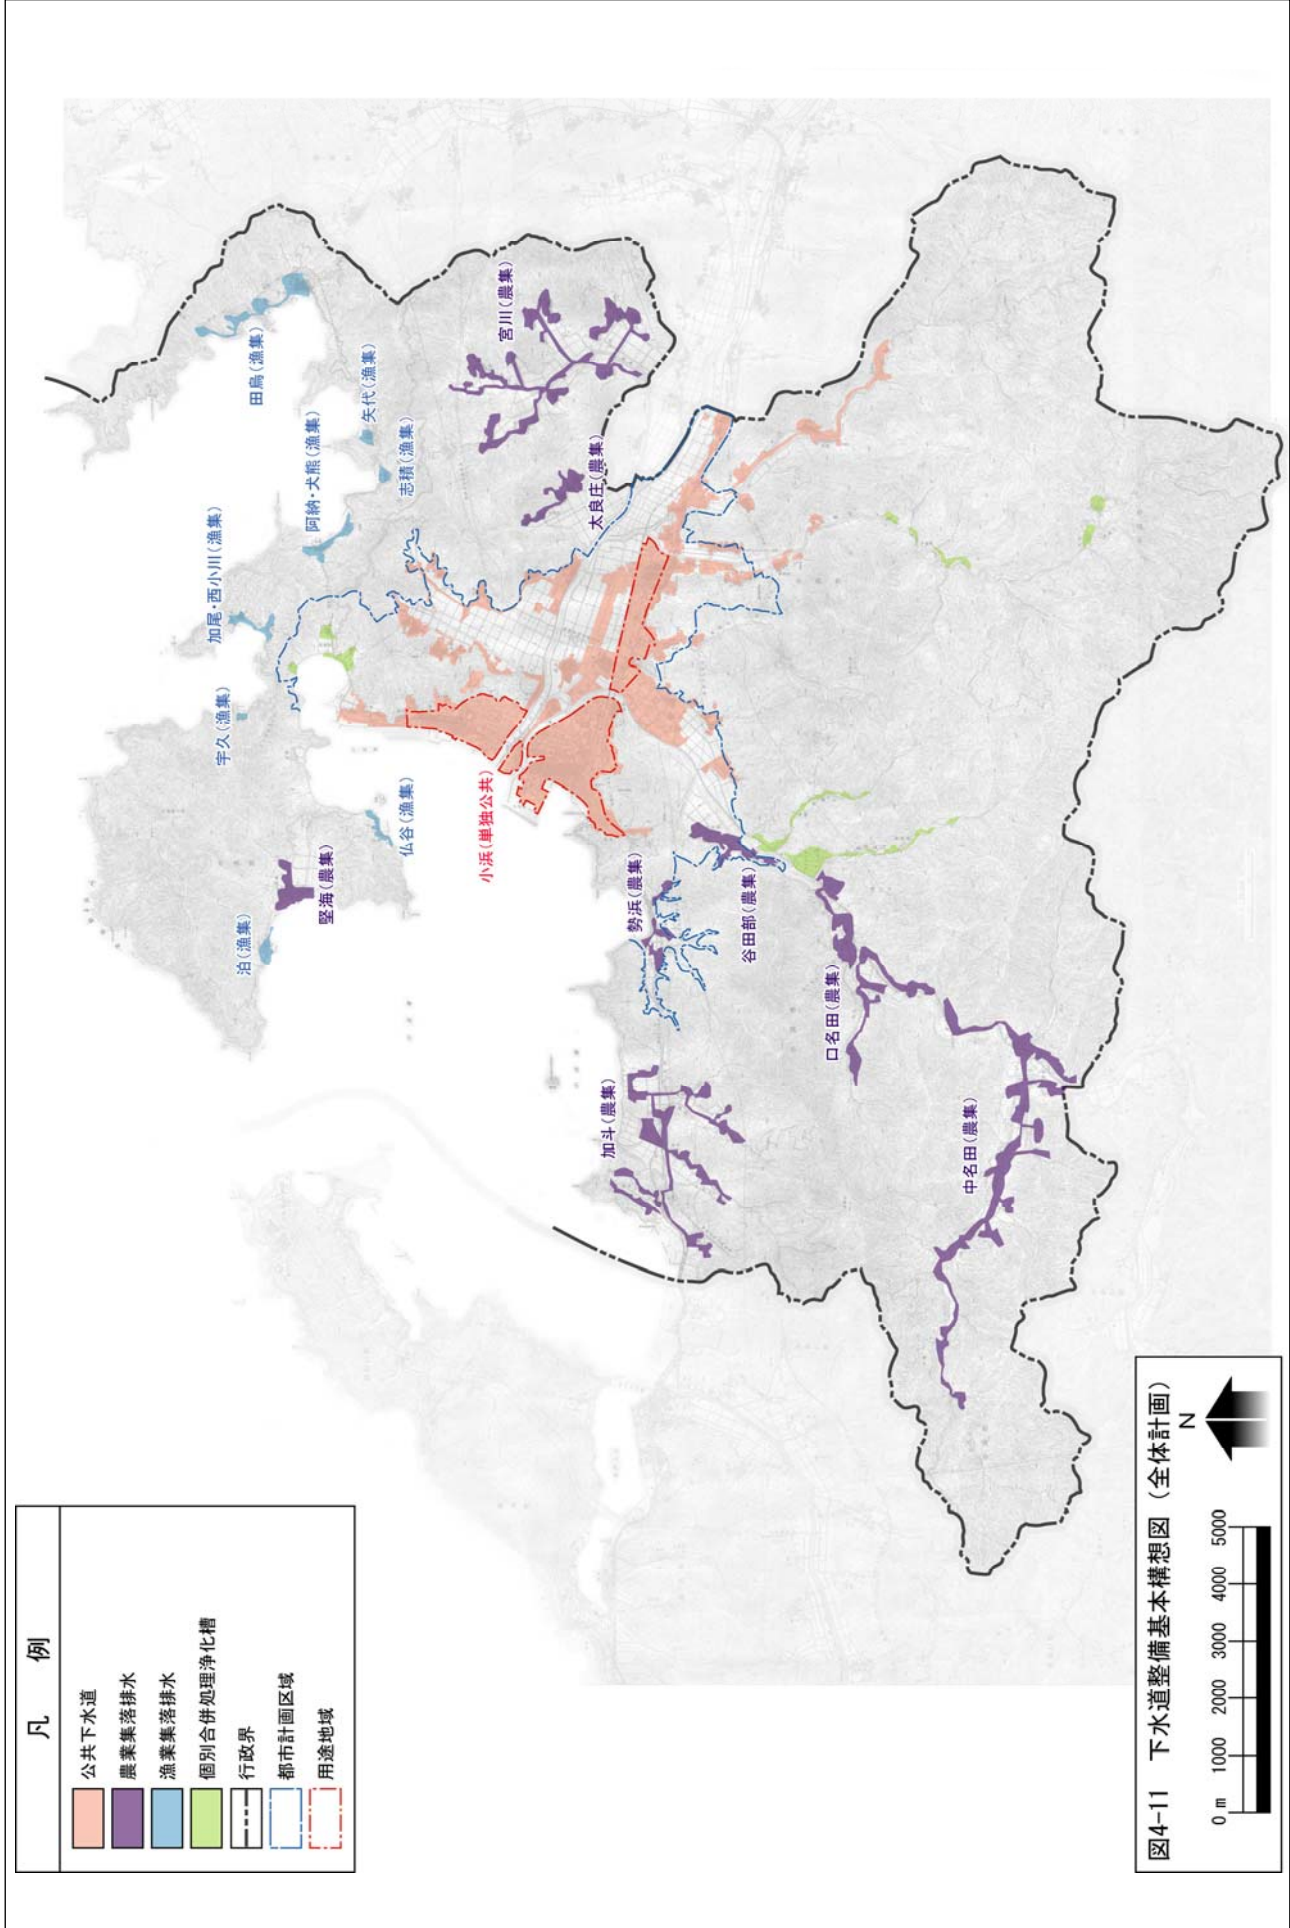 凡 例
公共下水道
農業集落排水
漁業集落排水
個別合併処理浄化槽
行政界
都市計画区域
用途地域
田烏(漁集)
矢代(漁集)
志積(漁集)
阿納・犬熊(漁集)
加尾・西小川(漁集)
宇久(漁集)
仏谷(漁集)
泊(漁集)
堅海(農集)
宮川(農集)
太良庄(農集)
小浜(単独公共)
勢浜(農集)
谷田部(農集)
口名田(農集)
加斗(農集)
中名田(農集)
図4-11 下水道整備基本構想図（全体計画）
N
0 m 1000 2000 3000 4000 5000